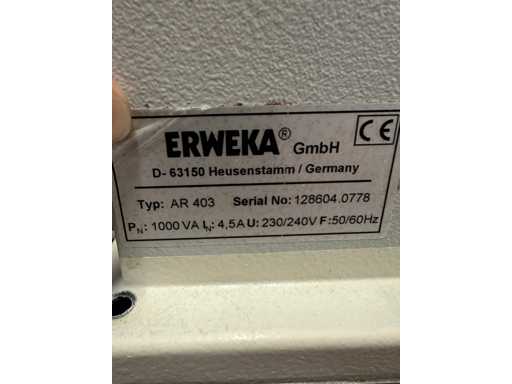 ERWEKA® GmbH CE
D- 63150 Heusenstamm / Germany
Typ: AR 403 Serial No: 128604.0778
PN: 1000 VA IN: 4,5A U: 230/240V F: 50/60Hz